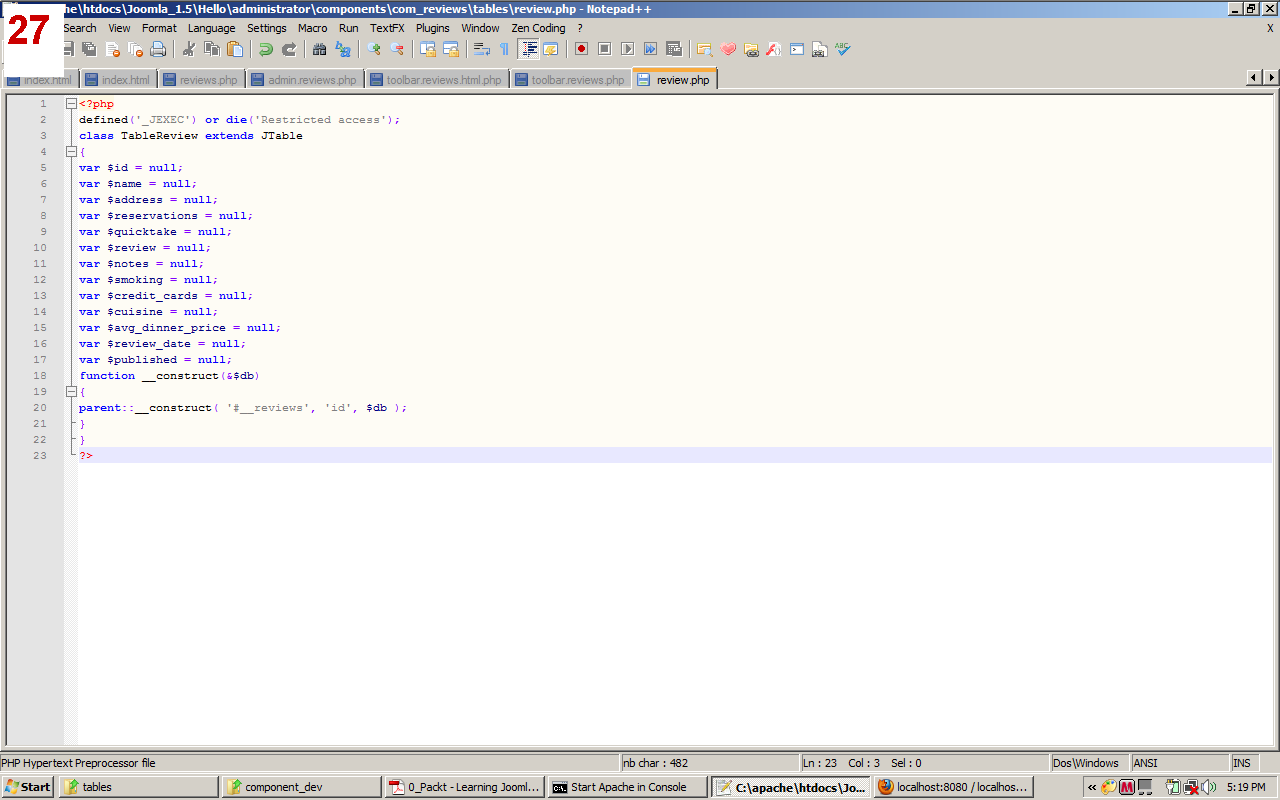 27
che\htdocs\Joomla_1.5\Hello\administrator\components\com_reviews\tables\review.php - Notepad++
Search View Format Language Settings Macro Run TextFX Plugins Window Zen Coding ? X
index.html index.html reviews.php admin.reviews.php toolbar.reviews.html.php toolbar.reviews.php review.php
1 <?php
2 defined('_JEXEC') or die('Restricted access');
3 class TableReview extends JTable
4 {
5 var $id = null;
6 var $name = null;
7 var $address = null;
8 var $reservations = null;
9 var $quicktake = null;
10 var $review = null;
11 var $notes = null;
12 var $smoking = null;
13 var $credit_cards = null;
14 var $cuisine = null;
15 var $avg_dinner_price = null;
16 var $review_date = null;
17 var $published = null;
18 function __construct(&$db)
19 {
20 parent::__construct( '#__reviews', 'id', $db );
21 }
22 }
23 ?>
PHP Hypertext Preprocessor file nb char : 482 Ln : 23 Col : 3 Sel : 0 Dos\Windows ANSI INS
Start tables component_dev 0_Packt - Learning Jooml... Start Apache in Console C:\apache\htdocs\Jo... localhost:8080 / localhos... « 5:19 PM